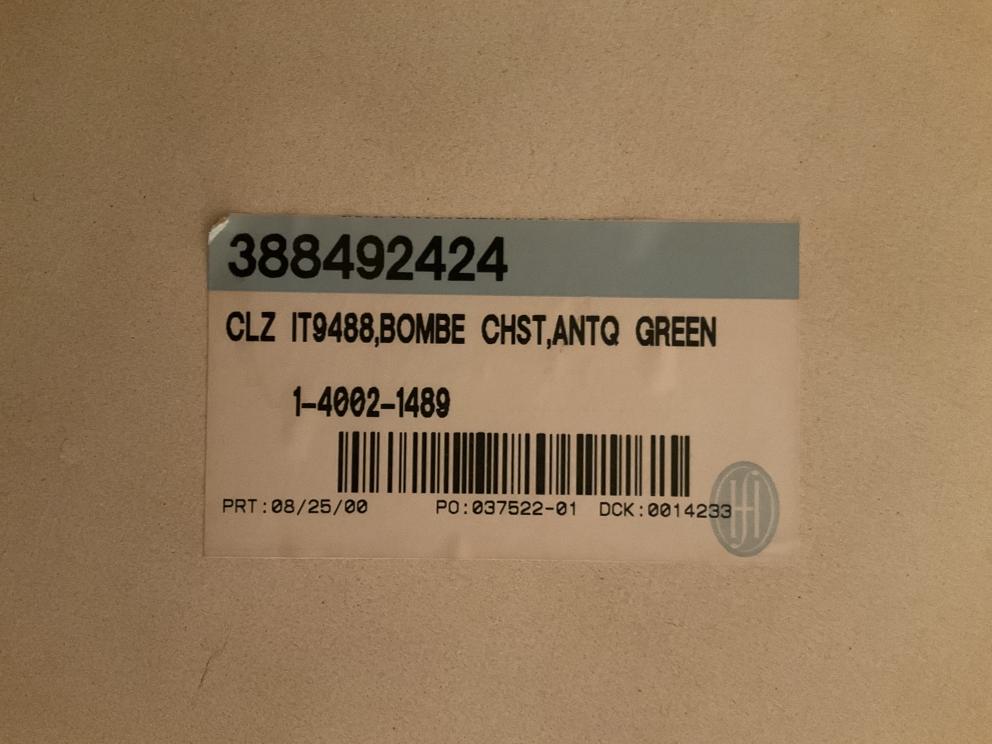 388492424
CLZ IT9488,BOMBE CHST,ANTQ GREEN
1-4002-1489
PRT:08/25/00 PO:037522-01 DCK:0014233